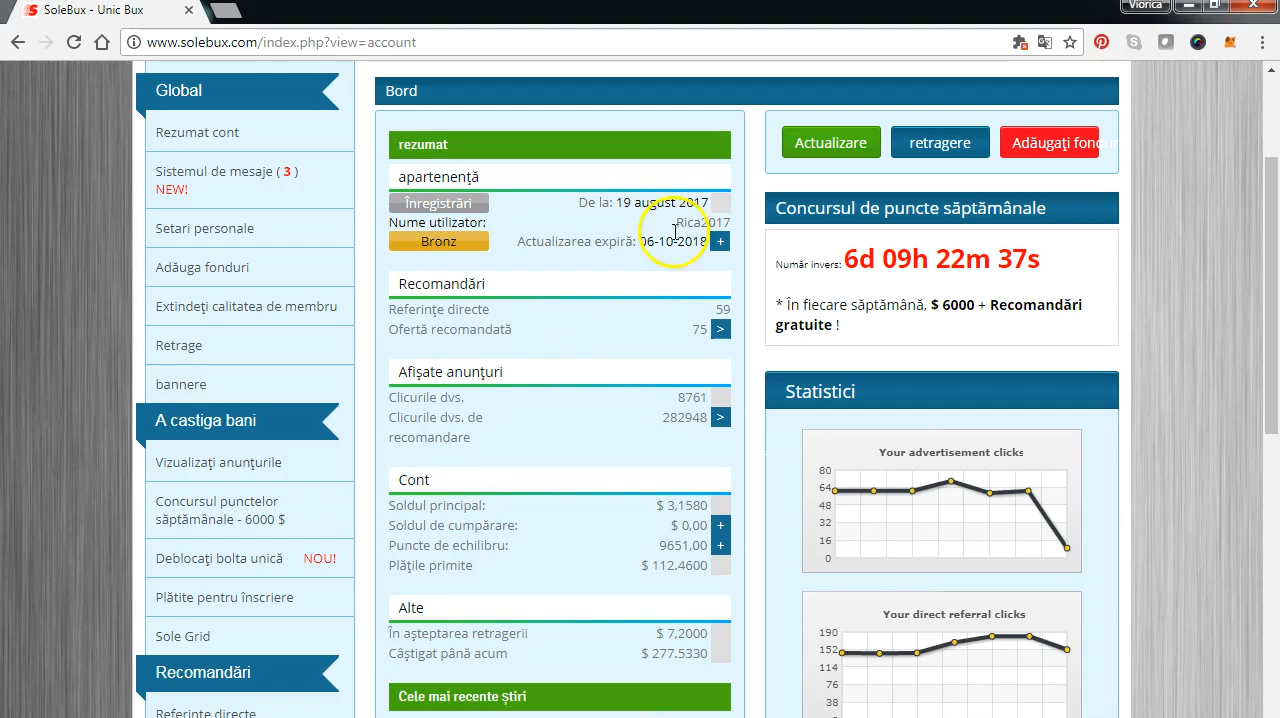 SoleBux - Unic Bux
Viorica
www.solebux.com/index.php?view=account
Global
Rezumat cont
Sistemul de mesaje ( 3 )
NEW!
Setari personale
Adăuga fonduri
Extindeți calitatea de membru
Retrage
bannere
A castiga bani
Vizualizați anunțurile
Concursul punctelor
săptămânale - 6000 $
Deblocați bolta unică NOU!
Plătite pentru înscriere
Sole Grid
Recomandări
Referințe directe
Bord
rezumat
apartenență
Înregistrări De la: 19 august 2017
Nume utilizator: Rica2017
Bronz Actualizarea expiră: 06-10-2018 +
Recomandări
Referințe directe 59
Ofertă recomandată 75 >
Afișate anunțuri
Clicurile dvs. 8761
Clicurile dvs. de 282948 >
recomandare
Cont
Soldul principal: $ 3,1580
Soldul de cumpărare: $ 0,00 +
Puncte de echilibru: 9651,00 +
Plățile primite $ 112.4600
Alte
În așteptarea retragerii $ 7,2000
Câștigat până acum $ 277.5330
Cele mai recente știri
Actualizare retragere Adăugați fonduri
Concursul de puncte săptămânale
Număr invers: 6d 09h 22m 37s
* În fiecare săptămână, $ 6000 + Recomandări
gratuite !
Statistici
Your advertisement clicks
80
64
48
32
16
0
Your direct referral clicks
190
152
114
76
38